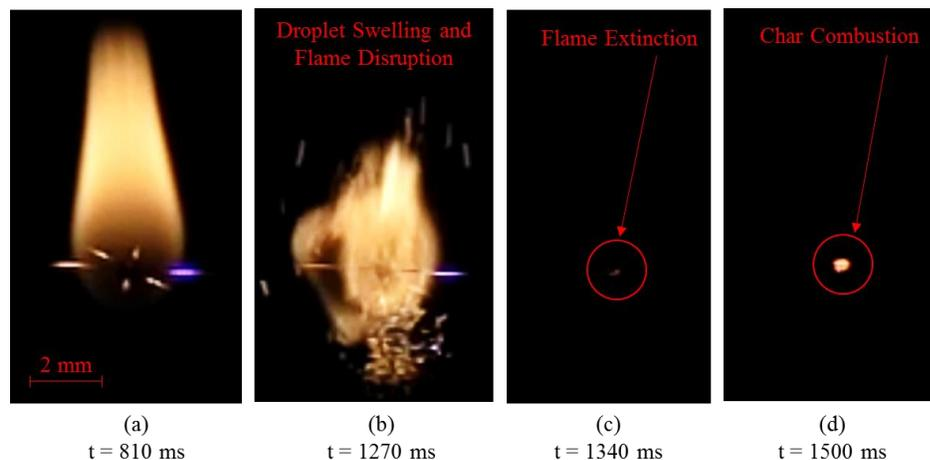 Droplet Swelling and
Flame Disruption
Flame Extinction
Char Combustion
2 mm
(a)
t = 810 ms
(b)
t = 1270 ms
(c)
t = 1340 ms
(d)
t = 1500 ms